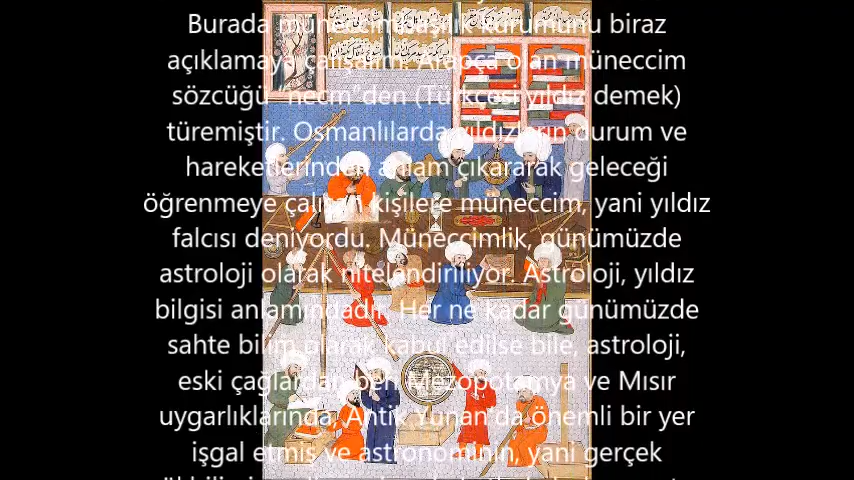 Burada müneccimbaşılık kurumunu biraz
açıklamaya çalışalım. Arapça olan müneccim
sözcüğü "necm"den (Türkçesi yıldız demek)
türemiştir. Osmanlılarda yıldızların durum ve
hareketlerinden anlam çıkararak geleceği
öğrenmeye çalışan kişilere müneccim, yani yıldız
falcısı deniyordu. Müneccimlik, günümüzde
astroloji olarak nitelendiriliyor. Astroloji, yıldız
bilgisi anlamındadır. Her ne kadar günümüzde
sahte bilim olarak kabul edilse bile, astroloji,
eski çağlardan beri Mezopotamya ve Mısır
uygarlıklarında, Antik Yunan'da önemli bir yer
işgal etmiş ve astronominin, yani gerçek